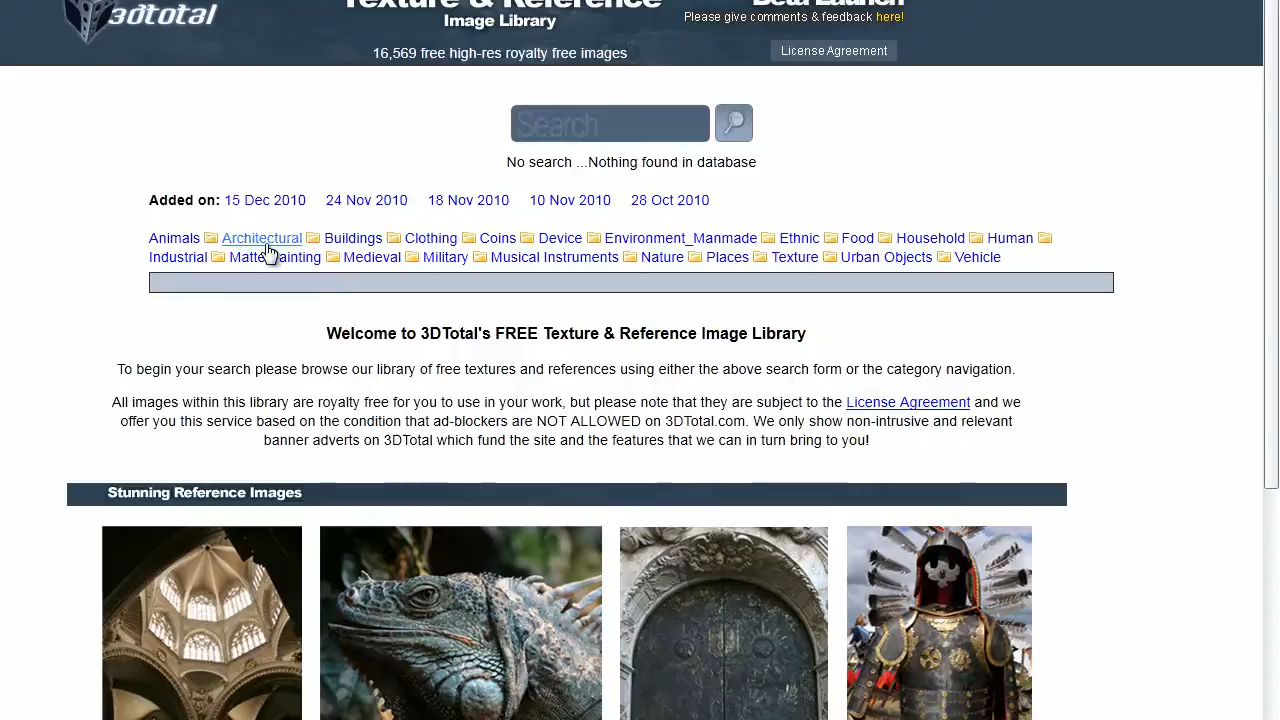 3dtotal
Texture & Reference
Image Library
16,569 free high-res royalty free images
Beta Launch
Please give comments & feedback here!
License Agreement
Search
No search ...Nothing found in database
Added on: 15 Dec 2010 24 Nov 2010 18 Nov 2010 10 Nov 2010 28 Oct 2010
Animals Architectural Buildings Clothing Coins Device Environment_Manmade Ethnic Food Household Human
Industrial Matte Painting Medieval Military Musical Instruments Nature Places Texture Urban Objects Vehicle
Welcome to 3DTotal's FREE Texture & Reference Image Library
To begin your search please browse our library of free textures and references using either the above search form or the category navigation.
All images within this library are royalty free for you to use in your work, but please note that they are subject to the License Agreement and we
offer you this service based on the condition that ad-blockers are NOT ALLOWED on 3DTotal.com. We only show non-intrusive and relevant
banner adverts on 3DTotal which fund the site and the features that we can in turn bring to you!
Stunning Reference Images